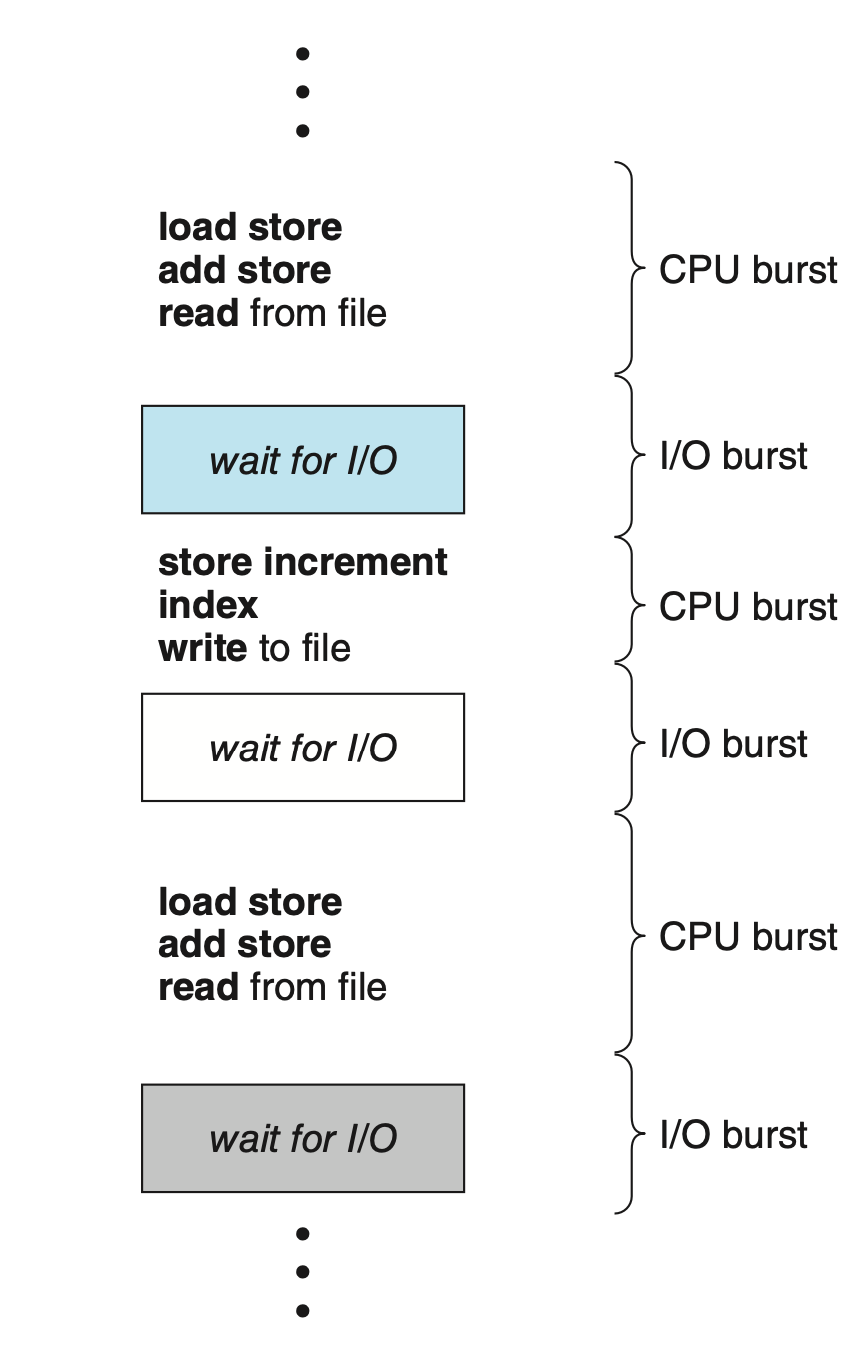 load store
add store
read from file
CPU burst
wait for I/O
I/O burst
store increment
index
write to file
CPU burst
wait for I/O
I/O burst
load store
add store
read from file
CPU burst
wait for I/O
I/O burst